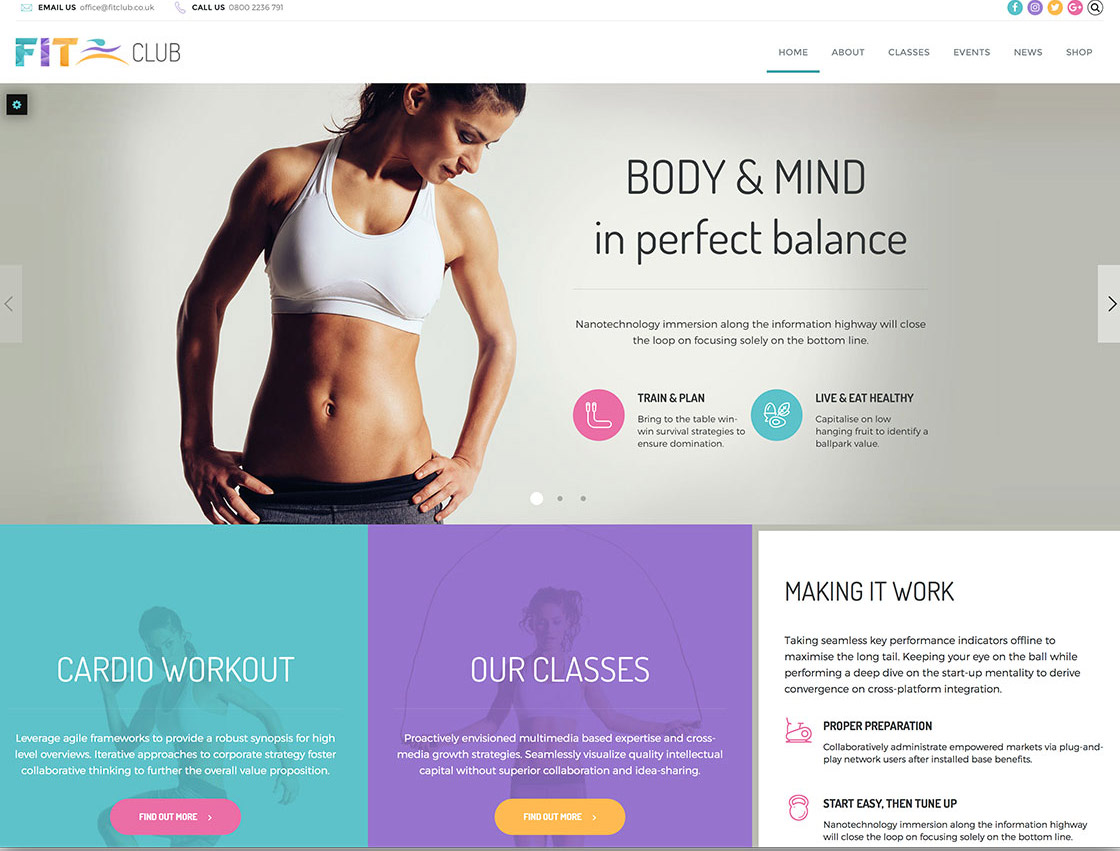 EMAIL US office@fitclub.co.uk CALL US 0800 2236 791
FIT CLUB
HOME ABOUT CLASSES EVENTS NEWS SHOP
BODY & MIND
in perfect balance
Nanotechnology immersion along the information highway will close
the loop on focusing solely on the bottom line.
TRAIN & PLAN
Bring to the table win-
win survival strategies to
ensure domination.
LIVE & EAT HEALTHY
Capitalise on low
hanging fruit to identify a
ballpark value.
CARDIO WORKOUT
Leverage agile frameworks to provide a robust synopsis for high
level overviews. Iterative approaches to corporate strategy foster
collaborative thinking to further the overall value proposition.
FIND OUT MORE
OUR CLASSES
Proactively envisioned multimedia based expertise and cross-
media growth strategies. Seamlessly visualize quality intellectual
capital without superior collaboration and idea-sharing.
FIND OUT MORE
MAKING IT WORK
Taking seamless key performance indicators offline to
maximise the long tail. Keeping your eye on the ball while
performing a deep dive on the start-up mentality to derive
convergence on cross-platform integration.
PROPER PREPARATION
Collaboratively administrate empowered markets via plug-and-
play network users after installed base benefits.
START EASY, THEN TUNE UP
Nanotechnology immersion along the information highway
will close the loop on focusing solely on the bottom line.